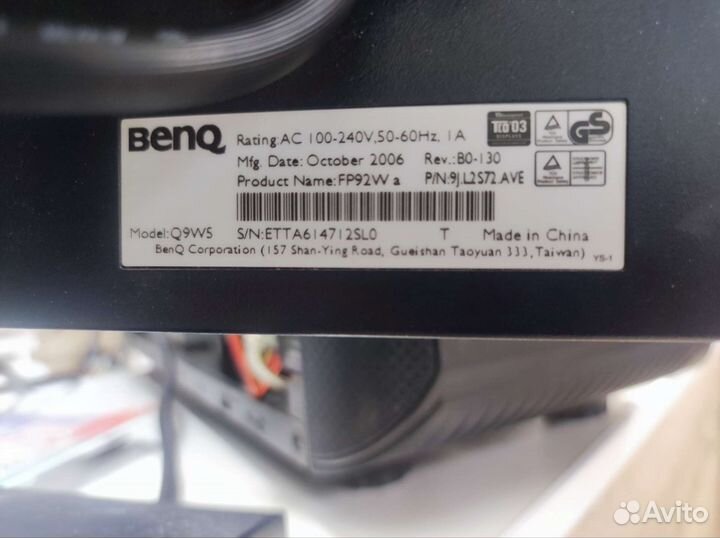 BenQ
Rating:AC 100-240V,50-60Hz, 1A
Mfg. Date: October 2006 Rev.: B0-130
Product Name: FP92W a P/N:9J.L2S72.AVE
Model: Q9W5 S/N:ETTA614712SL0 T Made in China
BenQ Corporation (157 Shan-Ying Road, Gueishan Taoyuan 333, Taiwan) YS-1
TCO'03
DISPLAYS
GS
Avito